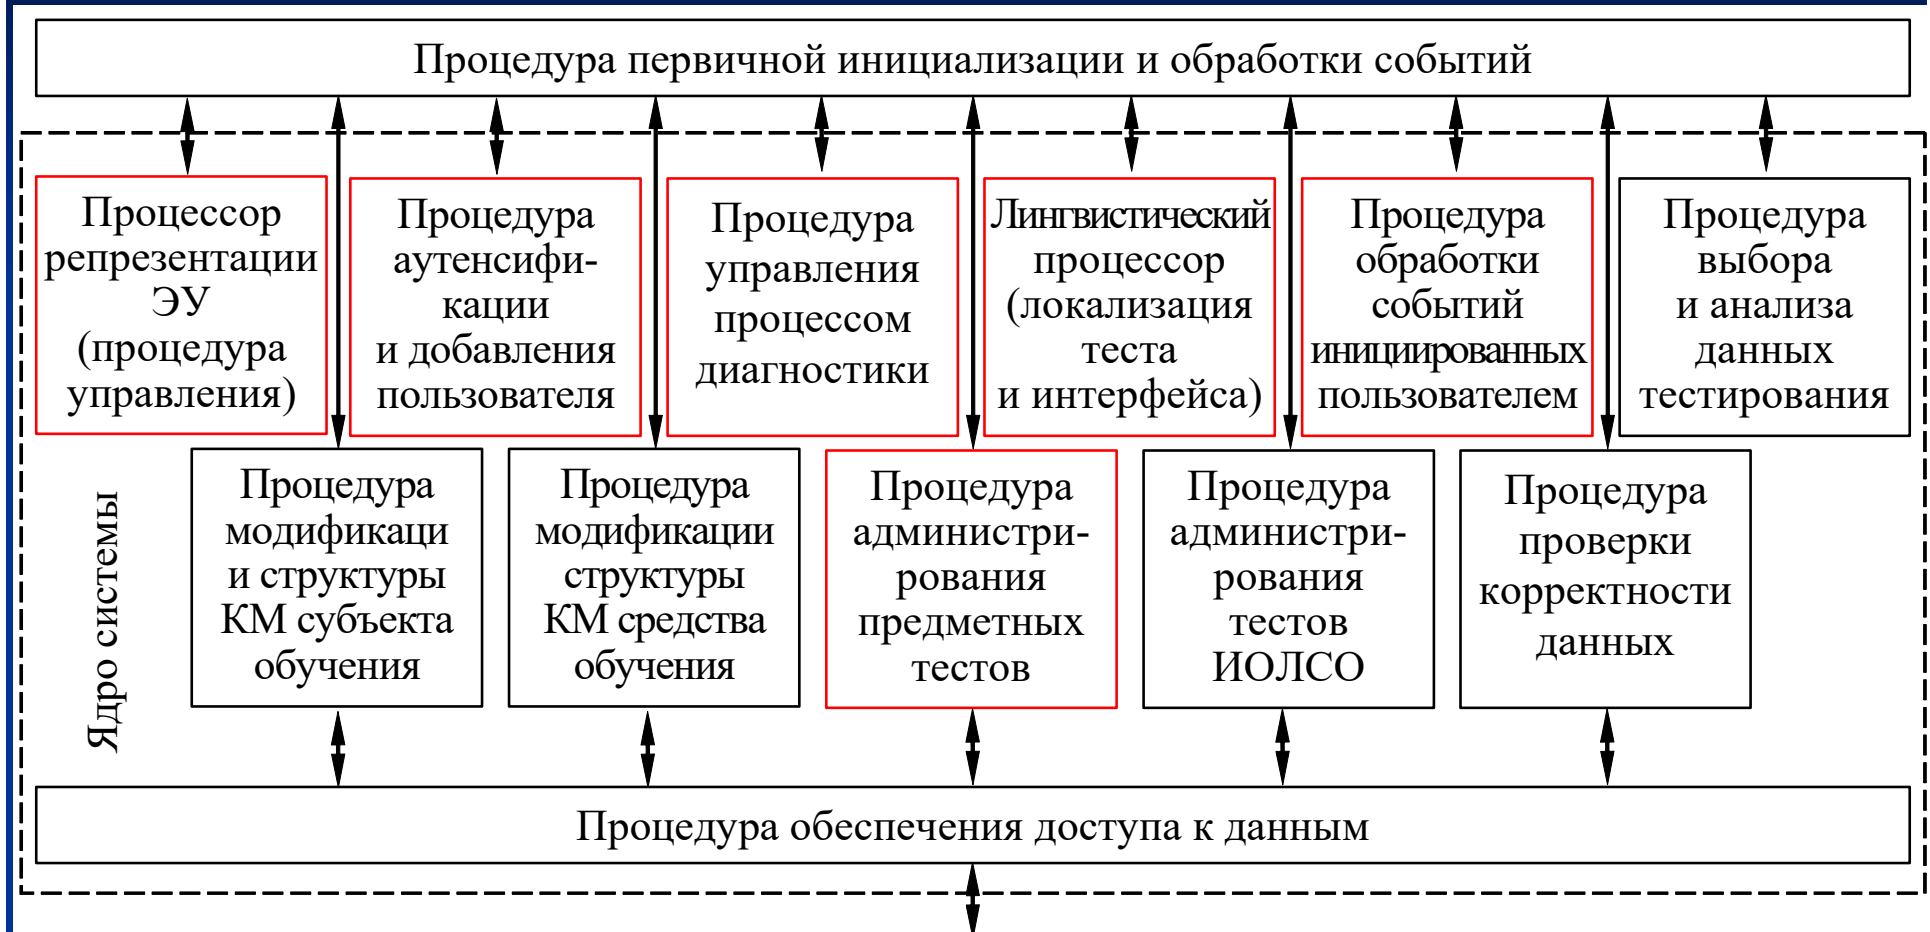 Процедура первичной инициализации и обработки событий
Процессор
репрезентации
ЭУ
(процедура
управления)
Процедура
аутенсифи-
кации
и добавления
пользователя
Процедура
управления
процессом
диагностики
Лингвистический
процессор
(локализация
теста
и интерфейса)
Процедура
обработки
событий
инициированных
пользователем
Процедура
выбора
и анализа
данных
тестирования
Ядро системы
Процедура
модификаци
и структуры
КМ субъекта
обучения
Процедура
модификации
структуры
КМ средства
обучения
Процедура
администри-
рования
предметных
тестов
Процедура
администри-
рования
тестов
ИОЛСО
Процедура
проверки
корректности
данных
Процедура обеспечения доступа к данным